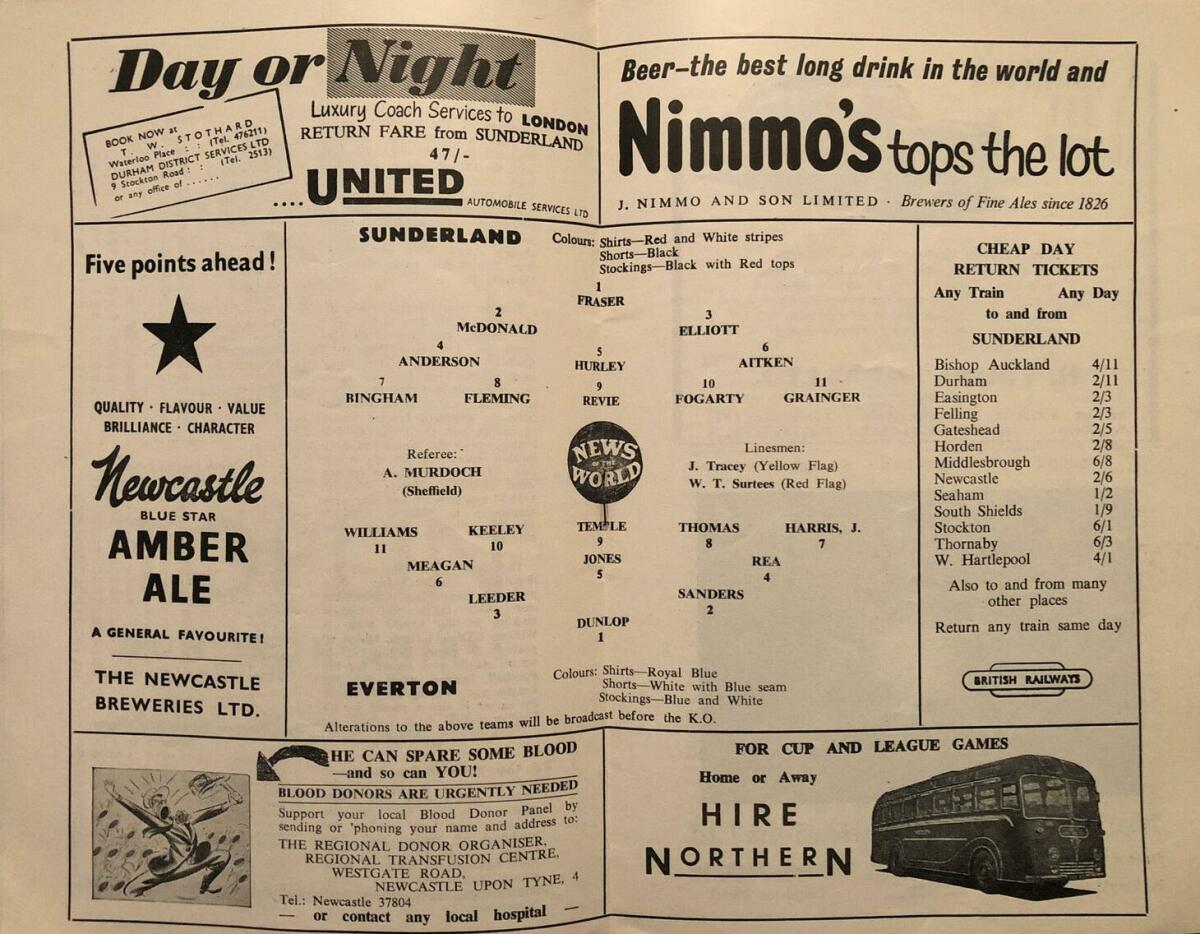 Day or Night
Luxury Coach Services to LONDON
RETURN FARE from SUNDERLAND
47/-
BOOK NOW at
T. W. STOTHARD
Waterloo Place : : (Tel. 476211)
DURHAM DISTRICT SERVICES LTD
9 Stockton Road : : (Tel. 2513)
or any office of ......
....UNITED
AUTOMOBILE SERVICES LTD
Beer-the best long drink in the world and
Nimmo's tops the lot
J. NIMMO AND SON LIMITED · Brewers of Fine Ales since 1826
Five points ahead!
QUALITY · FLAVOUR · VALUE
BRILLIANCE · CHARACTER
Newcastle
BLUE STAR
AMBER
ALE
A GENERAL FAVOURITE!
THE NEWCASTLE
BREWERIES LTD.
SUNDERLAND
Colours: Shirts—Red and White stripes
Shorts—Black
Stockings—Black with Red tops
1
FRASER
2 3
McDONALD ELLIOTT
4 5 6
ANDERSON HURLEY AITKEN
7 8 9 10 11
BINGHAM FLEMING REVIE FOGARTY GRAINGER
Referee:
A. MURDOCH
(Sheffield)
NEWS
OF THE
WORLD
Linesmen:
J. Tracey (Yellow Flag)
W. T. Surtees (Red Flag)
WILLIAMS KEELEY TEMPLE THOMAS HARRIS, J.
11 10 9 8 7
MEAGAN JONES REA
6 5 4
LEEDER SANDERS
3 2
DUNLOP
1
EVERTON
Colours: Shirts—Royal Blue
Shorts—White with Blue seam
Stockings—Blue and White
Alterations to the above teams will be broadcast before the K.O.
CHEAP DAY
RETURN TICKETS
Any Train Any Day
to and from
SUNDERLAND
Bishop Auckland 4/11
Durham 2/11
Easington 2/3
Felling 2/3
Gateshead 2/5
Horden 2/8
Middlesbrough 6/8
Newcastle 2/6
Seaham 1/2
South Shields 1/9
Stockton 6/1
Thornaby 6/3
W. Hartlepool 4/1
Also to and from many
other places
Return any train same day
BRITISH RAILWAYS
HE CAN SPARE SOME BLOOD
—and so can YOU!
BLOOD DONORS ARE URGENTLY NEEDED
Support your local Blood Donor Panel by
sending or 'phoning your name and address to:
THE REGIONAL DONOR ORGANISER,
REGIONAL TRANSFUSION CENTRE,
WESTGATE ROAD,
NEWCASTLE UPON TYNE, 4
Tel.: Newcastle 37804
— or contact any local hospital —
FOR CUP AND LEAGUE GAMES
Home or Away
HIRE
NORTHERN